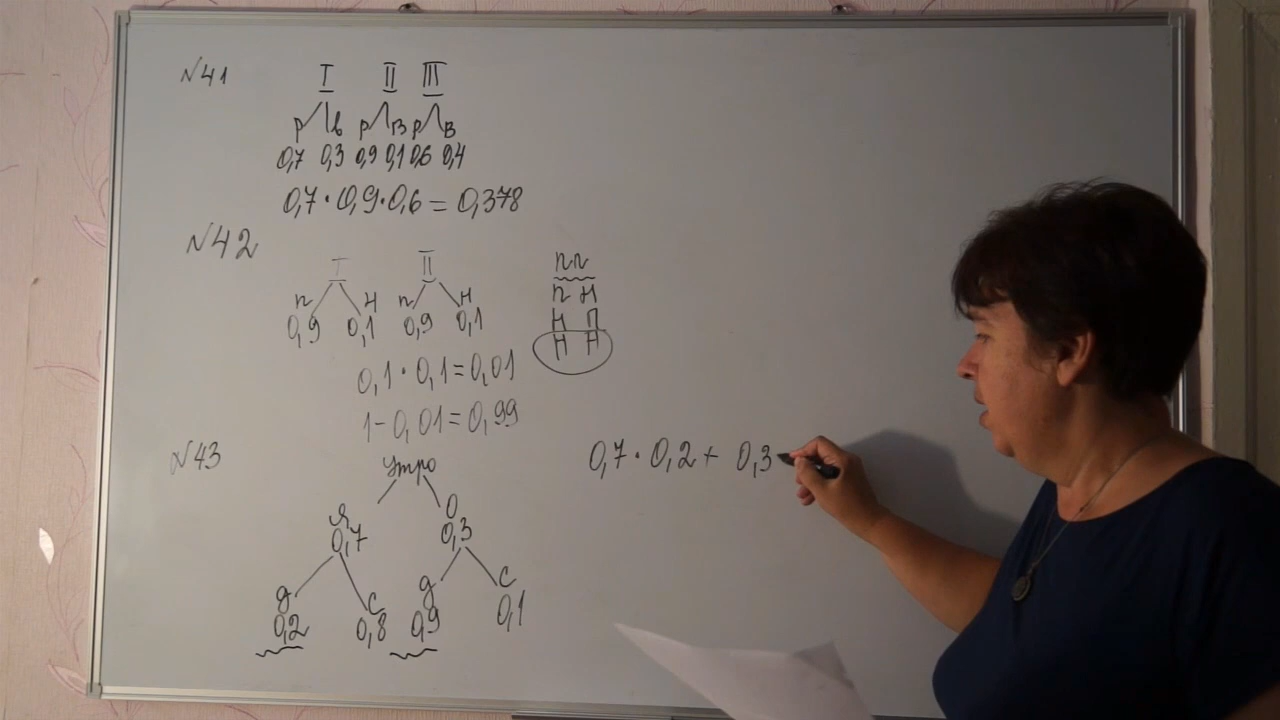 №41
I II III
р в р в р в
0,7 0,3 0,9 0,1 0,6 0,4
0,7·0,9·0,6=0,378
№42
I II
п н п н
0,9 0,1 0,9 0,1
0,1·0,1=0,01
1-0,01=0,99
пп
п н
н п
н н
№43
утро
Я О
0,7 0,3
д с д с
0,2 0,8 0,9 0,1
0,7·0,2+ 0,3